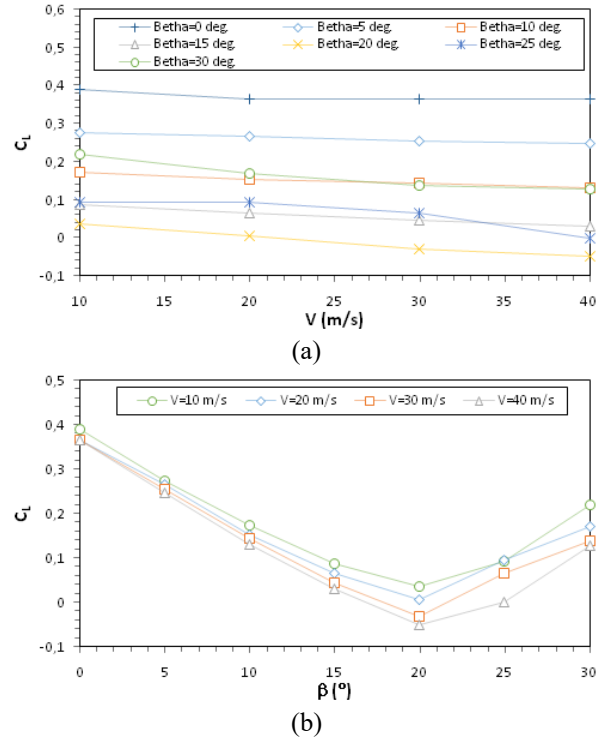 (a)
0,6
0,5
0,4
0,3
0,2
0,1
0
-0,1
C_L
Betha=0 deg. Betha=5 deg. Betha=10 deg.
Betha=15 deg. Betha=20 deg. Betha=25 deg.
Betha=30 deg.
10 15 20 25 30 35 40
V (m/s)
(a)
0,5
0,4
0,3
0,2
0,1
0
-0,1
C_L
V=10 m/s V=20 m/s V=30 m/s V=40 m/s
0 5 10 15 20 25 30
β (°)
(b)